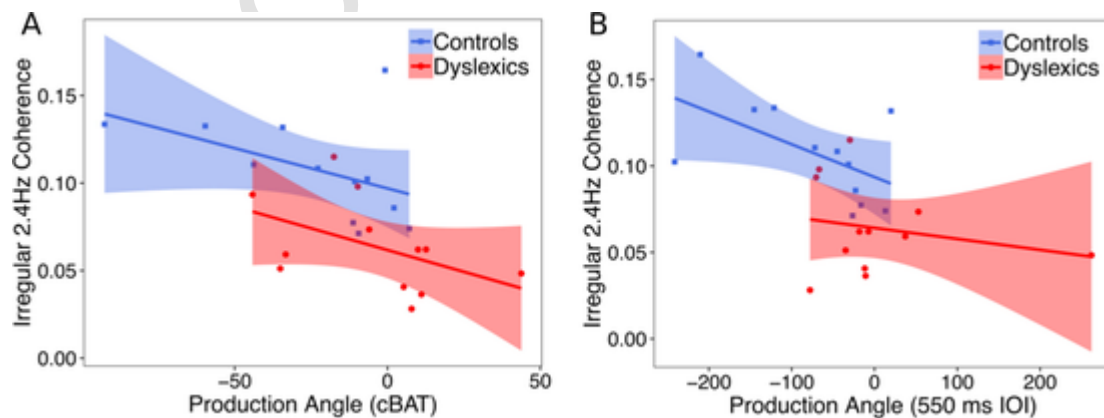 A
Irregular 2.4Hz Coherence
0.15
0.10
0.05
0.00
Controls
Dyslexics
−50
0
50
Production Angle (cBAT)
B
Irregular 2.4Hz Coherence
0.15
0.10
0.05
0.00
Controls
Dyslexics
−200
−100
0
100
200
Production Angle (550 ms IOI)